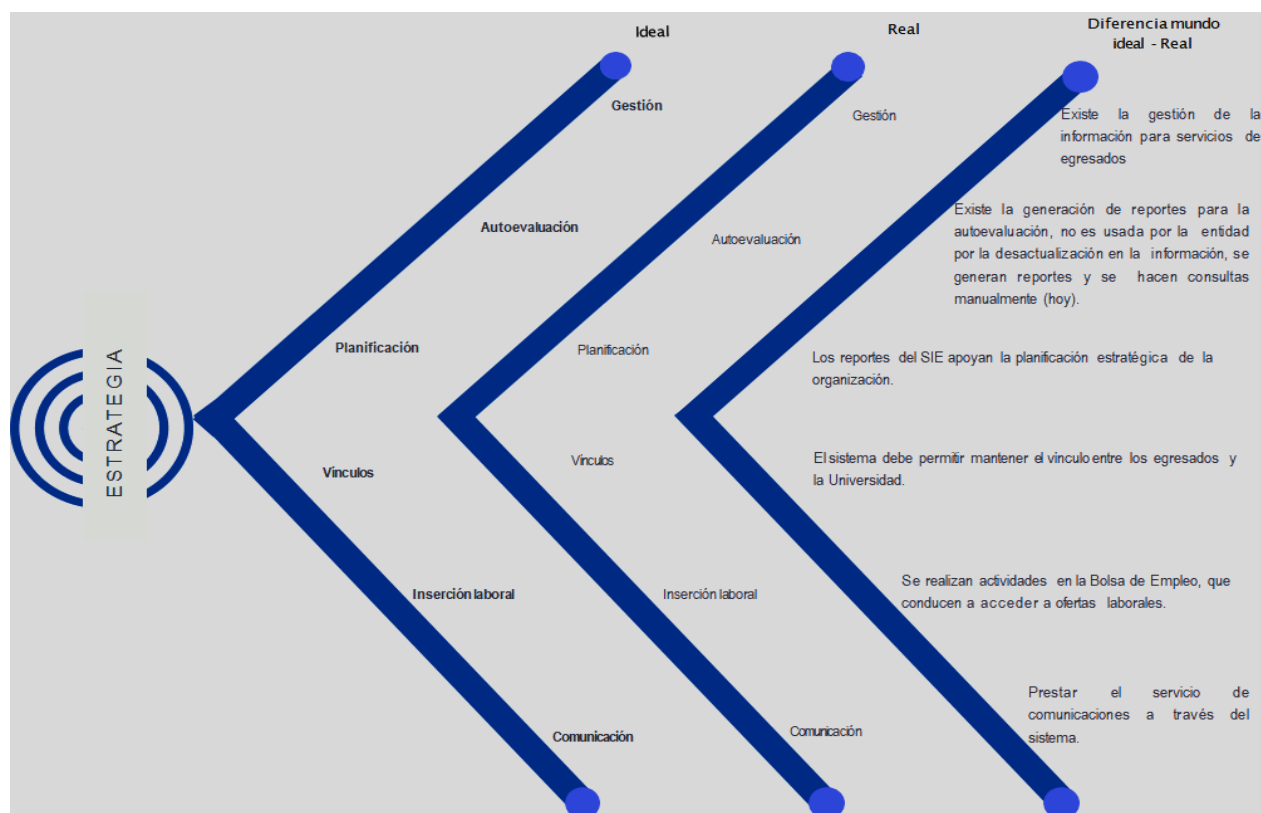 Ideal
Real
Diferencia mundo
ideal - Real
Gestión
Gestión
Existe la gestión de la
información para servicios de
egresados
Autoevaluación
Autoevaluación
Existe la generación de reportes para la
autoevaluación, no es usada por la entidad
por la desactualización en la información, se
generan reportes y se hacen consultas
manualmente (hoy).
ESTRATEGIA
Planificación
Planificación
Los reportes del SIE apoyan la planificación estratégica de la
organización.
Vínculos
Vínculos
El sistema debe permitir mantener el vínculo entre los egresados y
la Universidad.
Inserción laboral
Inserción laboral
Se realizan actividades en la Bolsa de Empleo, que
conducen a acceder a ofertas laborales.
Comunicación
Comunicación
Prestar el servicio de
comunicaciones a través del
sistema.